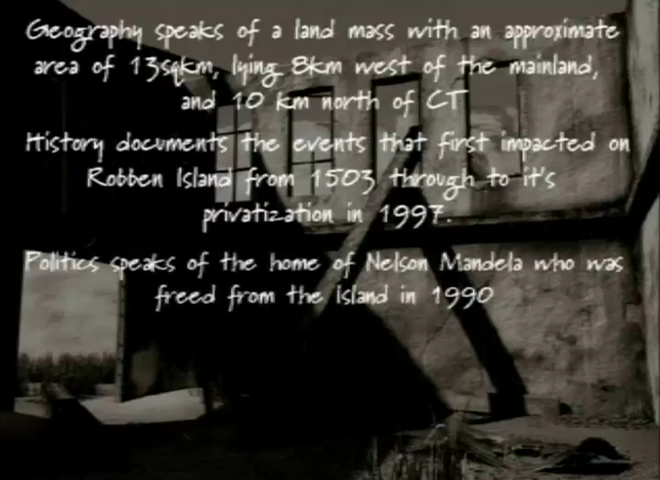 Geography speaks of a land mass with an approximate
area of 13sqkm, lying 8km west of the mainland,
and 10 km north of CT
History documents the events that first impacted on
Robben Island from 1503 through to it's
privatization in 1997.
Politics speaks of the home of Nelson Mandela who was
freed from the Island in 1990